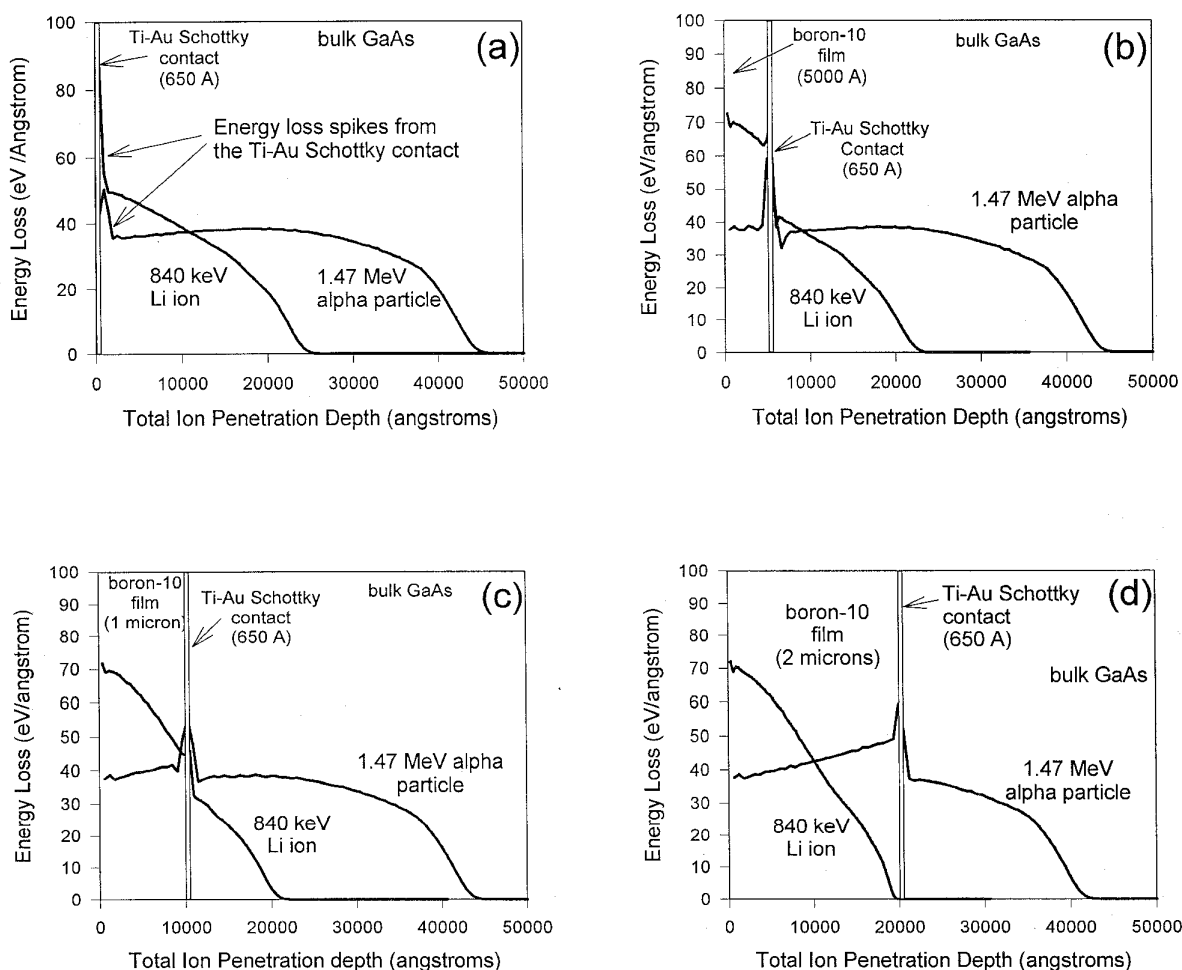 (a)
Energy Loss (eV /Angstrom)
100
80
60
40
20
0
Ti-Au Schottky
contact
(650 A)
bulk GaAs
Energy loss spikes from
the Ti-Au Schottky contact
840 keV
Li ion
1.47 MeV
alpha particle
0 10000 20000 30000 40000 50000
Total Ion Penetration Depth (angstroms)
(b)
Energy Loss (eV/angstrom)
100
90
80
70
60
50
40
30
20
10
0
boron-10
film
(5000 A)
bulk GaAs
Ti-Au Schottky
Contact
(650 A)
1.47 MeV alpha
particle
840 keV
Li ion
0 10000 20000 30000 40000 50000
Total Ion Penetration Depth (angstroms)
(c)
Energy Loss (eV/angstrom)
100
90
80
70
60
50
40
30
20
10
0
boron-10
film
(1 micron)
Ti-Au Schottky
contact
(650 A)
bulk GaAs
1.47 MeV alpha
particle
840 keV
Li ion
0 10000 20000 30000 40000 50000
Total Ion Penetration depth (angstroms)
(d)
Energy Loss (eV/angstrom)
100
90
80
70
60
50
40
30
20
10
0
boron-10
film
(2 microns)
Ti-Au Schottky
contact
(650 A)
bulk GaAs
1.47 MeV
alpha particle
840 keV
Li ion
0 10000 20000 30000 40000 50000
Total Ion Penetration Depth (angstroms)